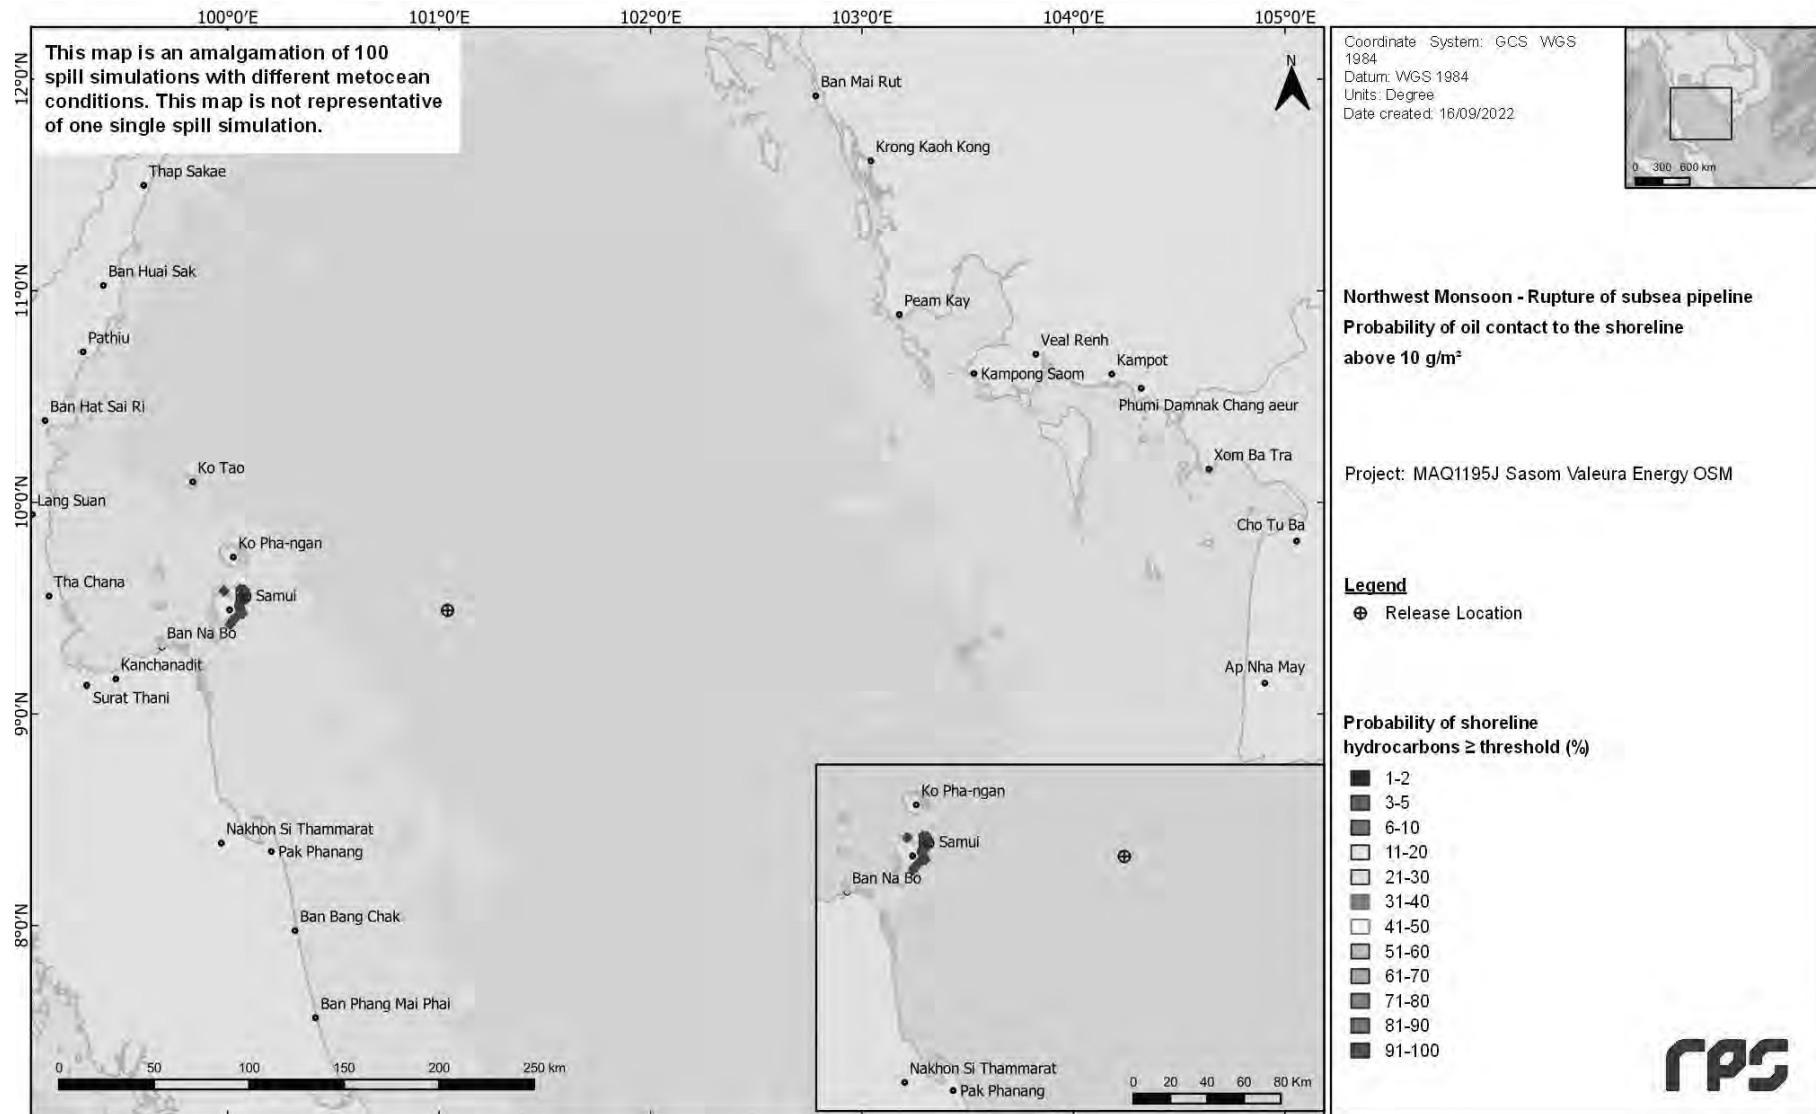 100°0'E
101°0'E
102°0'E
103°0'E
104°0'E
105°0'E
12°0'N
11°0'N
10°0'N
9°0'N
8°0'N
This map is an amalgamation of 100
spill simulations with different metocean
conditions. This map is not representative
of one single spill simulation.
N
Ban Mai Rut
Krong Kaoh Kong
Thap Sakae
Ban Huai Sak
Peam Kay
Pathiu
Veal Renh
Kampot
Kampong Saom
Phumi Damnak Chang aeur
Ban Hat Sai Ri
Xom Ba Tra
Ko Tao
Lang Suan
Cho Tu Ba
Ko Pha-ngan
Tha Chana
Samui
Ban Na Bo
Kanchanadit
Surat Thani
Ap Nha May
Nakhon Si Thammarat
Pak Phanang
Ban Bang Chak
Ban Phang Mai Phai
0 50 100 150 200 250 km
Ko Pha-ngan
Samui
Ban Na Bo
Nakhon Si Thammarat
Pak Phanang
0 20 40 60 80 Km
Coordinate System: GCS WGS
1984
Datum: WGS 1984
Units: Degree
Date created: 16/09/2022
0 300 600 km
Northwest Monsoon - Rupture of subsea pipeline
Probability of oil contact to the shoreline
above 10 g/m²
Project: MAQ1195J Sasom Valeura Energy OSM
Legend
Release Location
Probability of shoreline
hydrocarbons ≥ threshold (%)
1-2
3-5
6-10
11-20
21-30
31-40
41-50
51-60
61-70
71-80
81-90
91-100
rps